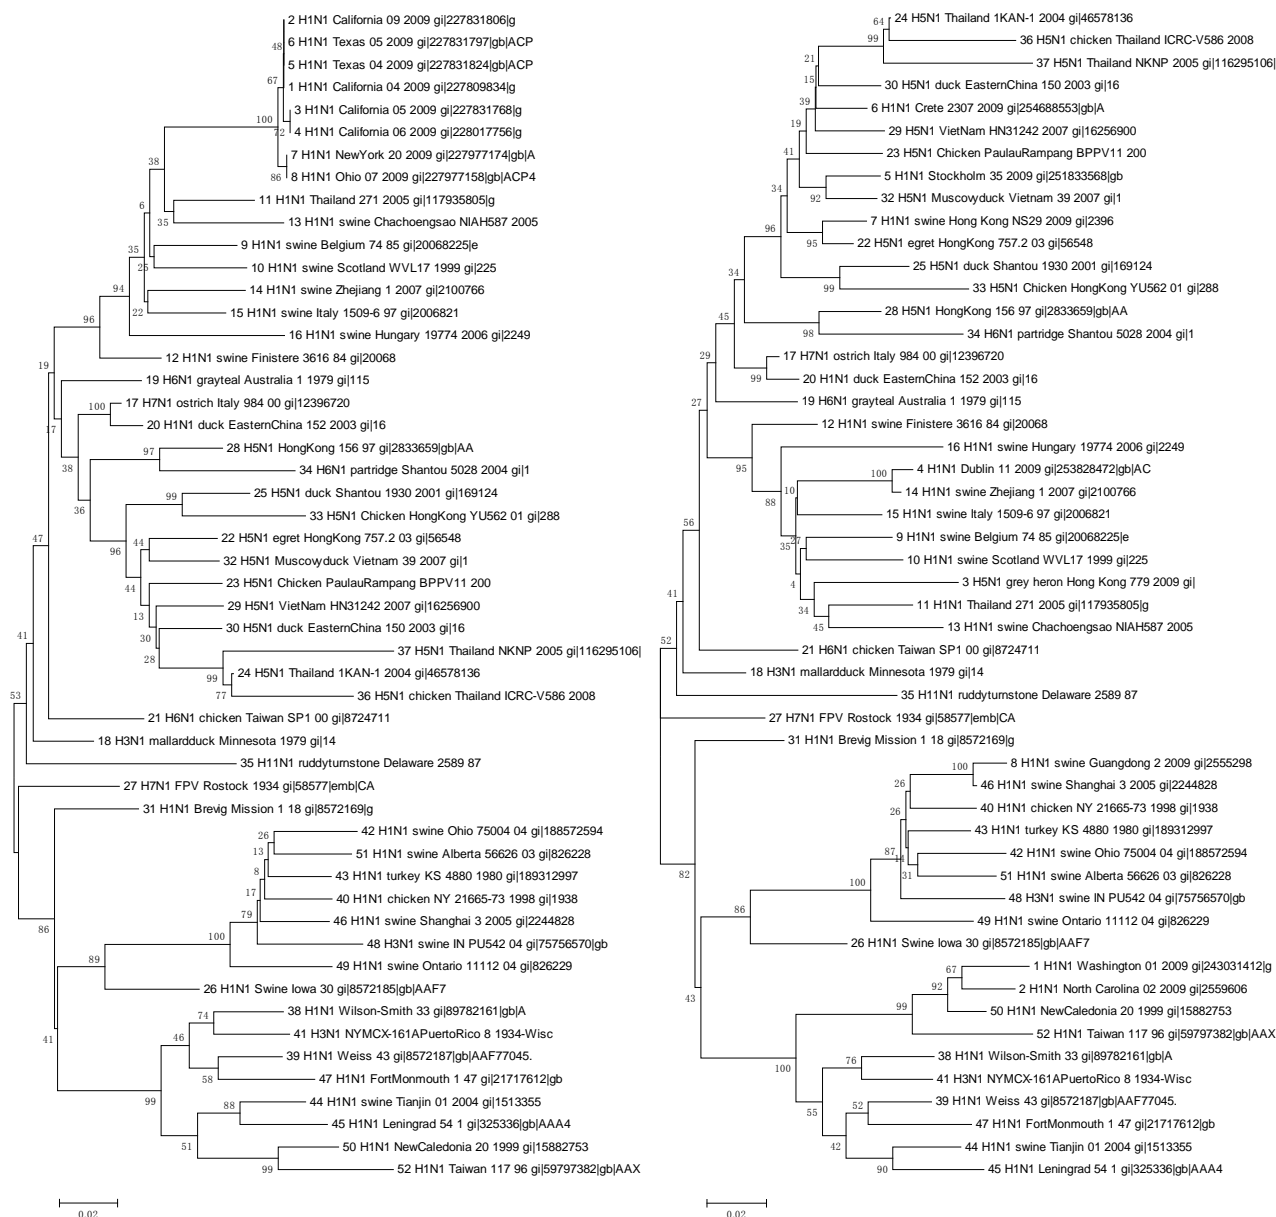 2 H1N1 California 09 2009 gi|227831806|g
6 H1N1 Texas 05 2009 gi|227831797|gb|ACP
48
5 H1N1 Texas 04 2009 gi|227831824|gb|ACP
67
1 H1N1 California 04 2009 gi|227809834|g
3 H1N1 California 05 2009 gi|227831768|g
100
72
4 H1N1 California 06 2009 gi|228017756|g
7 H1N1 NewYork 20 2009 gi|227977174|gb|A
38
86
8 H1N1 Ohio 07 2009 gi|227977158|gb|ACP4
11 H1N1 Thailand 271 2005 gi|117935805|g
6
35
13 H1N1 swine Chachoengsao NIAH587 2005
35
9 H1N1 swine Belgium 74 85 gi|20068225|e
25
10 H1N1 swine Scotland WVL17 1999 gi|225
94
14 H1N1 swine Zhejiang 1 2007 gi|2100766
22
15 H1N1 swine Italy 1509-6 97 gi|2006821
96
16 H1N1 swine Hungary 19774 2006 gi|2249
12 H1N1 swine Finistere 3616 84 gi|20068
19
19 H6N1 grayteal Australia 1 1979 gi|115
100
17 H7N1 ostrich Italy 984 00 gi|12396720
17
20 H1N1 duck EasternChina 152 2003 gi|16
38
97
28 H5N1 HongKong 156 97 gi|2833659|gb|AA
34 H6N1 partridge Shantou 5028 2004 gi|1
99
25 H5N1 duck Shantou 1930 2001 gi|169124
36
33 H5N1 Chicken HongKong YU562 01 gi|288
47
44
22 H5N1 egret HongKong 757.2 03 gi|56548
96
32 H5N1 Muscovyduck Vietnam 39 2007 gi|1
44
23 H5N1 Chicken PaulauRampang BPPV11 200
13
29 H5N1 VietNam HN31242 2007 gi|16256900
30
30 H5N1 duck EasternChina 150 2003 gi|16
41
28
37 H5N1 Thailand NKNP 2005 gi|116295106|
99
24 H5N1 Thailand 1KAN-1 2004 gi|46578136
77
36 H5N1 chicken Thailand ICRC-V586 2008
53
21 H6N1 chicken Taiwan SP1 00 gi|8724711
18 H3N1 mallardduck Minnesota 1979 gi|14
35 H11N1 ruddyturnstone Delaware 2589 87
27 H7N1 FPV Rostock 1934 gi|58577|emb|CA
31 H1N1 Brevig Mission 1 18 gi|8572169|g
26
42 H1N1 swine Ohio 75004 04 gi|188572594
13
51 H1N1 swine Alberta 56626 03 gi|826228
8
43 H1N1 turkey KS 4880 1980 gi|189312997
17
40 H1N1 chicken NY 21665-73 1998 gi|1938
79
46 H1N1 swine Shanghai 3 2005 gi|2244828
86
100
48 H3N1 swine IN PU542 04 gi|75756570|gb
89
49 H1N1 swine Ontario 11112 04 gi|826229
26 H1N1 Swine Iowa 30 gi|8572185|gb|AAF7
74
38 H1N1 Wilson-Smith 33 gi|89782161|gb|A
41
46
41 H3N1 NYMCX-161APuertoRico 8 1934-Wisc
39 H1N1 Weiss 43 gi|8572187|gb|AAF77045.
58
47 H1N1 FortMonmouth 1 47 gi|21717612|gb
99
88
44 H1N1 swine Tianjin 01 2004 gi|1513355
45 H1N1 Leningrad 54 1 gi|325336|gb|AAA4
51
50 H1N1 NewCaledonia 20 1999 gi|15882753
99
52 H1N1 Taiwan 117 96 gi|59797382|gb|AAX
0.02
64
24 H5N1 Thailand 1KAN-1 2004 gi|46578136
99
36 H5N1 chicken Thailand ICRC-V586 2008
21
37 H5N1 Thailand NKNP 2005 gi|116295106|
15
30 H5N1 duck EasternChina 150 2003 gi|16
39
6 H1N1 Crete 2307 2009 gi|254688553|gb|A
19
29 H5N1 VietNam HN31242 2007 gi|16256900
41
23 H5N1 Chicken PaulauRampang BPPV11 200
5 H1N1 Stockholm 35 2009 gi|251833568|gb
34
92
32 H5N1 Muscovyduck Vietnam 39 2007 gi|1
7 H1N1 swine Hong Kong NS29 2009 gi|2396
96
95
22 H5N1 egret HongKong 757.2 03 gi|56548
34
25 H5N1 duck Shantou 1930 2001 gi|169124
99
33 H5N1 Chicken HongKong YU562 01 gi|288
45
28 H5N1 HongKong 156 97 gi|2833659|gb|AA
98
34 H6N1 partridge Shantou 5028 2004 gi|1
29
17 H7N1 ostrich Italy 984 00 gi|12396720
99
20 H1N1 duck EasternChina 152 2003 gi|16
27
19 H6N1 grayteal Australia 1 1979 gi|115
12 H1N1 swine Finistere 3616 84 gi|20068
95
16 H1N1 swine Hungary 19774 2006 gi|2249
100
4 H1N1 Dublin 11 2009 gi|253828472|gb|AC
88
10
14 H1N1 swine Zhejiang 1 2007 gi|2100766
56
15 H1N1 swine Italy 1509-6 97 gi|2006821
35
27
9 H1N1 swine Belgium 74 85 gi|20068225|e
10 H1N1 swine Scotland WVL17 1999 gi|225
4
3 H5N1 grey heron Hong Kong 779 2009 gi|
41
34
11 H1N1 Thailand 271 2005 gi|117935805|g
45
13 H1N1 swine Chachoengsao NIAH587 2005
52
21 H6N1 chicken Taiwan SP1 00 gi|8724711
18 H3N1 mallardduck Minnesota 1979 gi|14
35 H11N1 ruddyturnstone Delaware 2589 87
27 H7N1 FPV Rostock 1934 gi|58577|emb|CA
31 H1N1 Brevig Mission 1 18 gi|8572169|g
100
8 H1N1 swine Guangdong 2 2009 gi|2555298
26
46 H1N1 swine Shanghai 3 2005 gi|2244828
26
40 H1N1 chicken NY 21665-73 1998 gi|1938
43 H1N1 turkey KS 4880 1980 gi|189312997
87
14
42 H1N1 swine Ohio 75004 04 gi|188572594
82
31
51 H1N1 swine Alberta 56626 03 gi|826228
100
48 H3N1 swine IN PU542 04 gi|75756570|gb
86
49 H1N1 swine Ontario 11112 04 gi|826229
26 H1N1 Swine Iowa 30 gi|8572185|gb|AAF7
67
1 H1N1 Washington 01 2009 gi|243031412|g
43
92
2 H1N1 North Carolina 02 2009 gi|2559606
99
50 H1N1 NewCaledonia 20 1999 gi|15882753
52 H1N1 Taiwan 117 96 gi|59797382|gb|AAX
100
76
38 H1N1 Wilson-Smith 33 gi|89782161|gb|A
41 H3N1 NYMCX-161APuertoRico 8 1934-Wisc
55
52
39 H1N1 Weiss 43 gi|8572187|gb|AAF77045.
47 H1N1 FortMonmouth 1 47 gi|21717612|gb
42
44 H1N1 swine Tianjin 01 2004 gi|1513355
90
45 H1N1 Leningrad 54 1 gi|325336|gb|AAA4
0.02